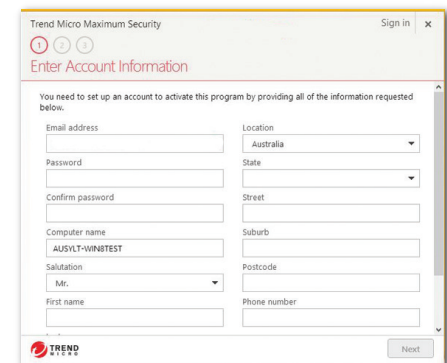 Trend Micro Maximum Security
Sign in
1 2 3
Enter Account Information
You need to set up an account to activate this program by providing all of the information requested
below.
Email address
Location
Australia
Password
State
Confirm password
Street
Computer name
Suburb
AUSYLT-WIN8TEST
Salutation
Postcode
Mr.
First name
Phone number
TREND
MICRO
Next